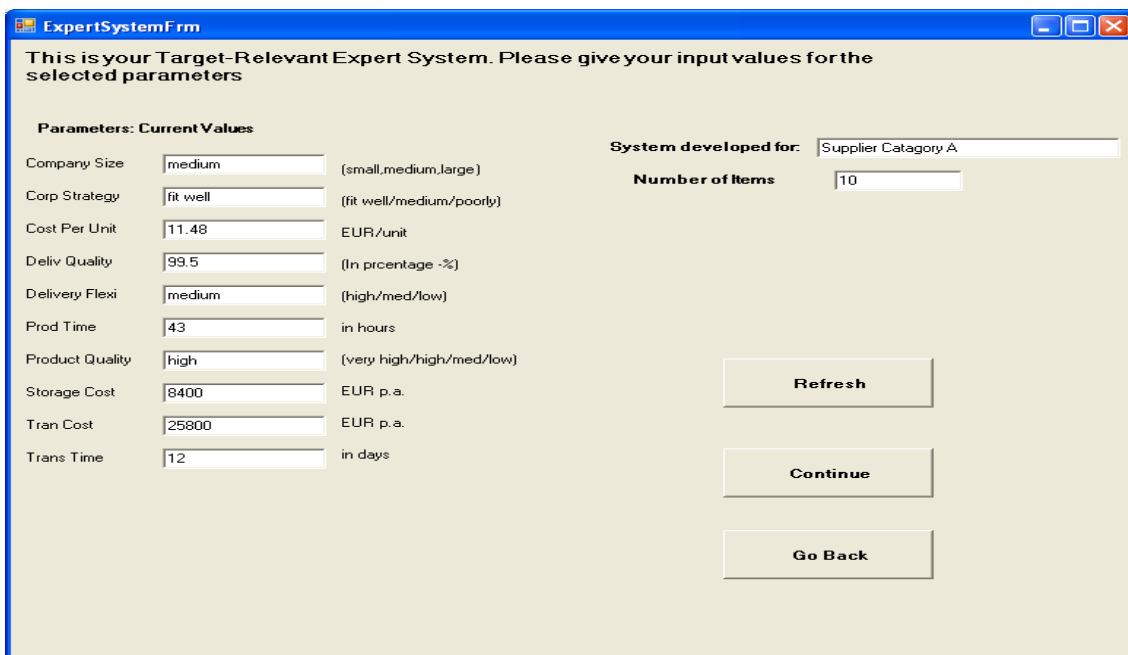 ExpertSystemFrm
This is your Target-Relevant Expert System. Please give your input values for the
selected parameters
Parameters: Current Values
System developed for: Supplier Catagory A
Number of Items 10
Company Size medium (small,medium,large)
Corp Strategy fit well (fit well/medium/poorly)
Cost Per Unit 11.48 EUR/unit
Deliv Quality 99.5 (In prcentage -%)
Delivery Flexi medium (high/med/low)
Prod Time 43 in hours
Product Quality high (very high/high/med/low)
Storage Cost 8400 EUR p.a.
Tran Cost 25800 EUR p.a.
Trans Time 12 in days
Refresh
Continue
Go Back